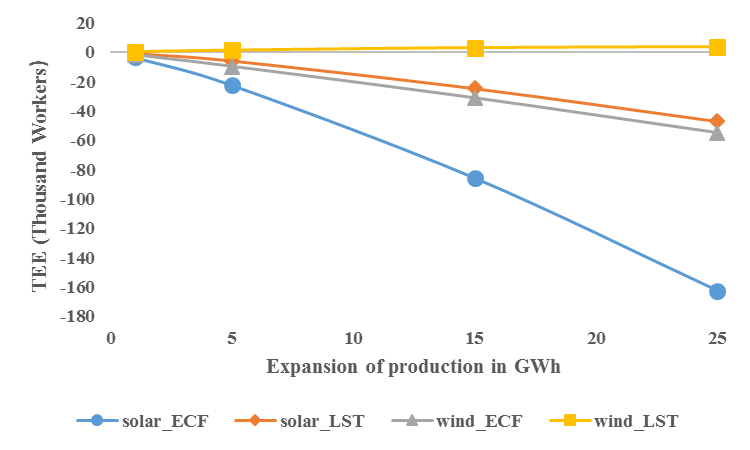 TEE (Thousand Workers)
20
0
-20
-40
-60
-80
-100
-120
-140
-160
-180
0 5 10 15 20 25
Expansion of production in GWh
solar_ECF solar_LST wind_ECF wind_LST